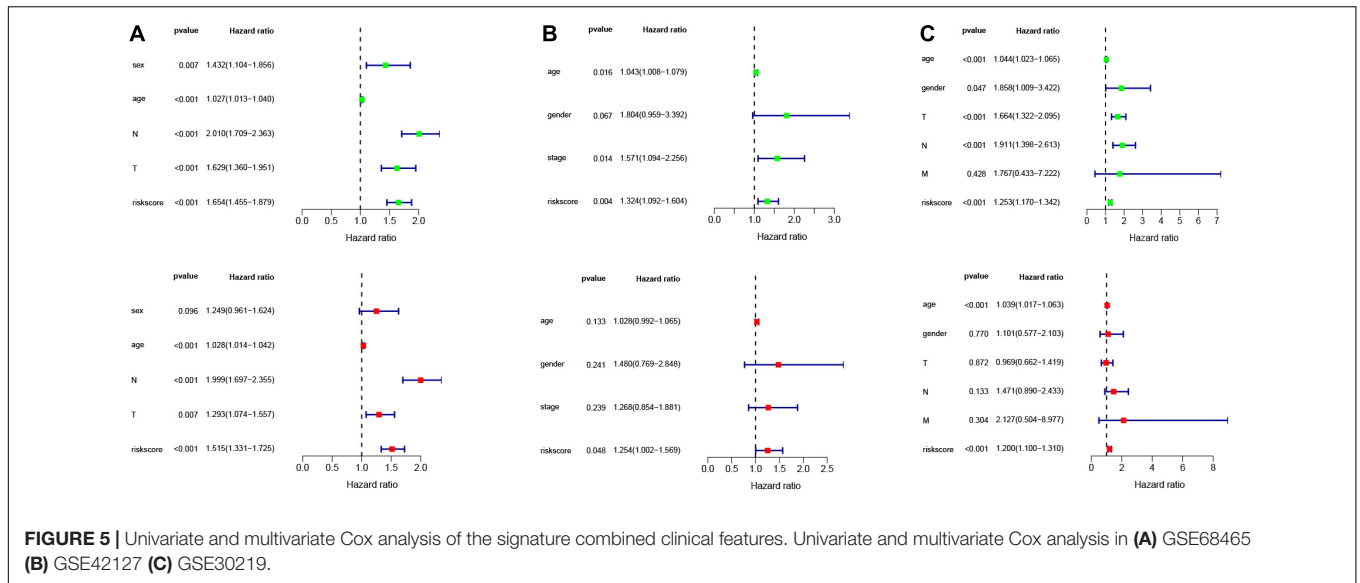 A
pvalue Hazard ratio
sex 0.007 1.432(1.104−1.856)
age <0.001 1.027(1.013−1.040)
N <0.001 2.010(1.709−2.363)
T <0.001 1.629(1.360−1.951)
riskscore <0.001 1.654(1.455−1.879)
0.0 0.5 1.0 1.5 2.0
Hazard ratio
B
pvalue Hazard ratio
age 0.016 1.043(1.008−1.079)
gender 0.067 1.804(0.959−3.392)
stage 0.014 1.571(1.094−2.256)
riskscore 0.004 1.324(1.092−1.604)
0.0 1.0 2.0 3.0
Hazard ratio
C
pvalue Hazard ratio
age <0.001 1.044(1.023−1.065)
gender 0.047 1.858(1.009−3.422)
T <0.001 1.664(1.322−2.095)
N <0.001 1.911(1.398−2.613)
M 0.428 1.767(0.433−7.222)
riskscore <0.001 1.253(1.170−1.342)
0 1 2 3 4 5 6 7
Hazard ratio
pvalue Hazard ratio
sex 0.096 1.249(0.961−1.624)
age <0.001 1.028(1.014−1.042)
N <0.001 1.999(1.697−2.355)
T 0.007 1.293(1.074−1.557)
riskscore <0.001 1.515(1.331−1.725)
0.0 0.5 1.0 1.5 2.0
Hazard ratio
pvalue Hazard ratio
age 0.133 1.028(0.992−1.065)
gender 0.241 1.480(0.769−2.848)
stage 0.239 1.268(0.854−1.881)
riskscore 0.048 1.254(1.002−1.569)
0.0 0.5 1.0 1.5 2.0 2.5
Hazard ratio
pvalue Hazard ratio
age <0.001 1.039(1.017−1.063)
gender 0.770 1.101(0.577−2.103)
T 0.872 0.969(0.662−1.419)
N 0.133 1.471(0.890−2.433)
M 0.304 2.127(0.504−8.977)
riskscore <0.001 1.200(1.100−1.310)
0 2 4 6 8
Hazard ratio
FIGURE 5 | Univariate and multivariate Cox analysis of the signature combined clinical features. Univariate and multivariate Cox analysis in (A) GSE68465
(B) GSE42127 (C) GSE30219.